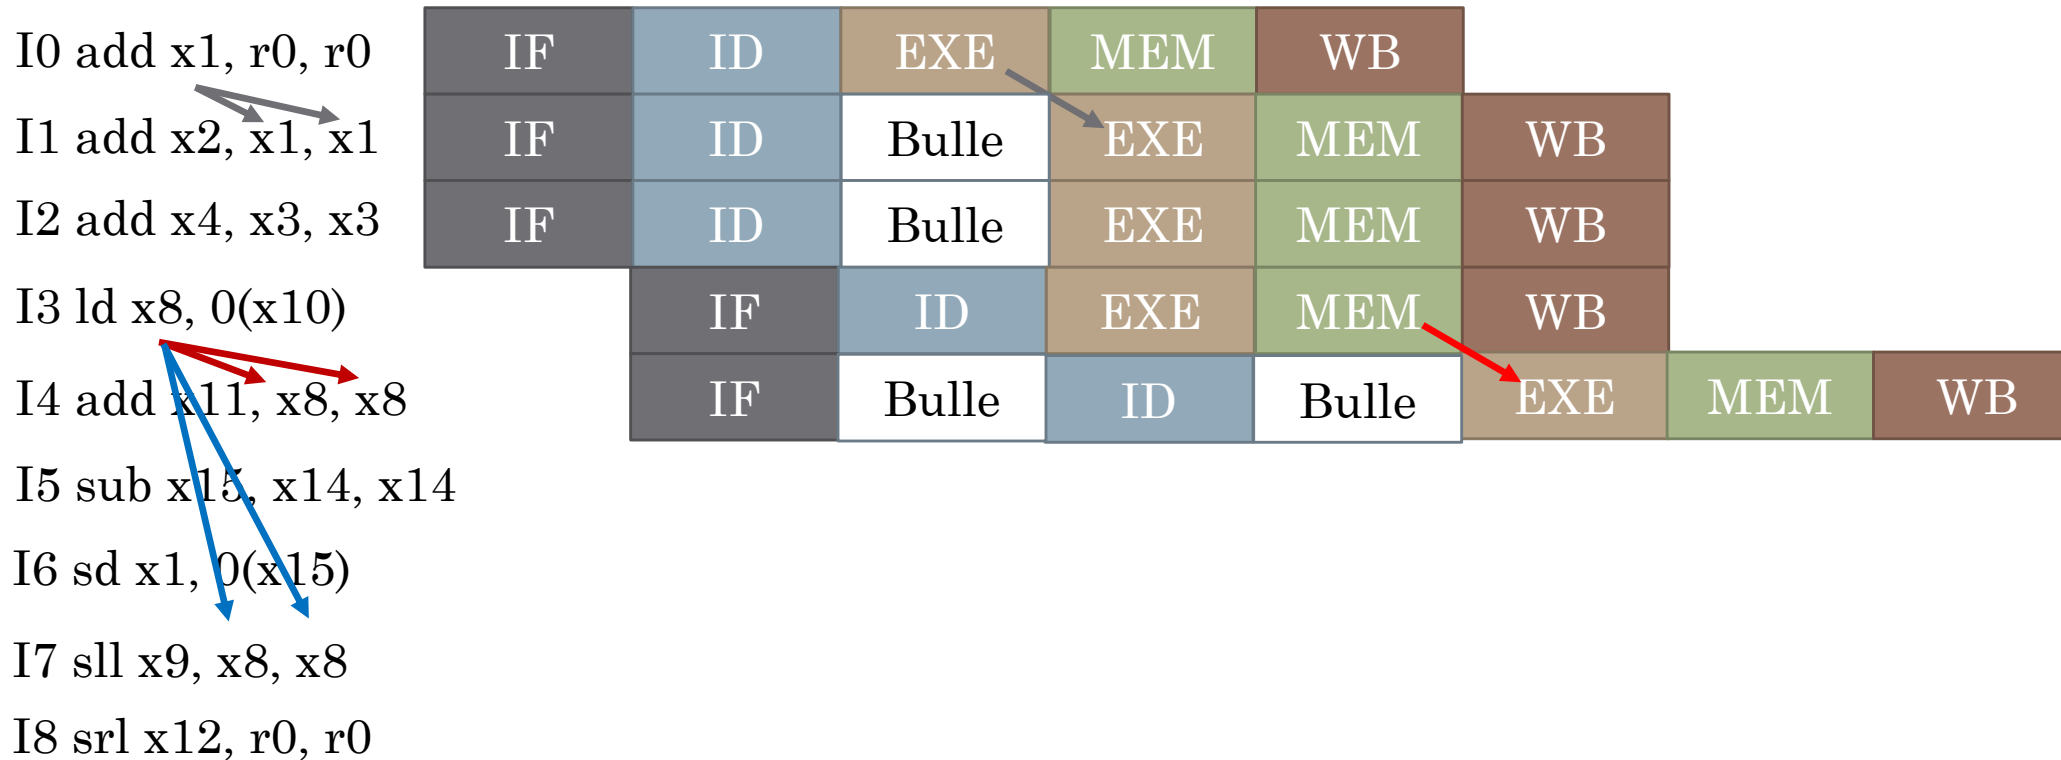 I0 add x1, r0, r0 IF ID EXE MEM WB
I1 add x2, x1, x1 IF ID Bulle EXE MEM WB
I2 add x4, x3, x3 IF ID Bulle EXE MEM WB
I3 ld x8, 0(x10) IF ID EXE MEM WB
I4 add x11, x8, x8 IF Bulle ID Bulle EXE MEM WB
I5 sub x15, x14, x14
I6 sd x1, 0(x15)
I7 sll x9, x8, x8
I8 srl x12, r0, r0